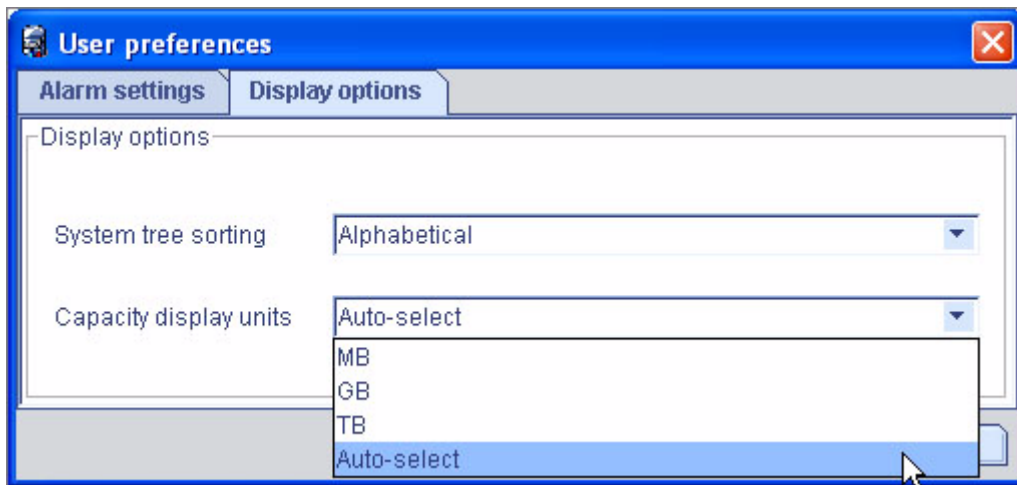 User preferences
Alarm settings
Display options
Display options
System tree sorting
Alphabetical
Capacity display units
Auto-select
MB
GB
TB
Auto-select